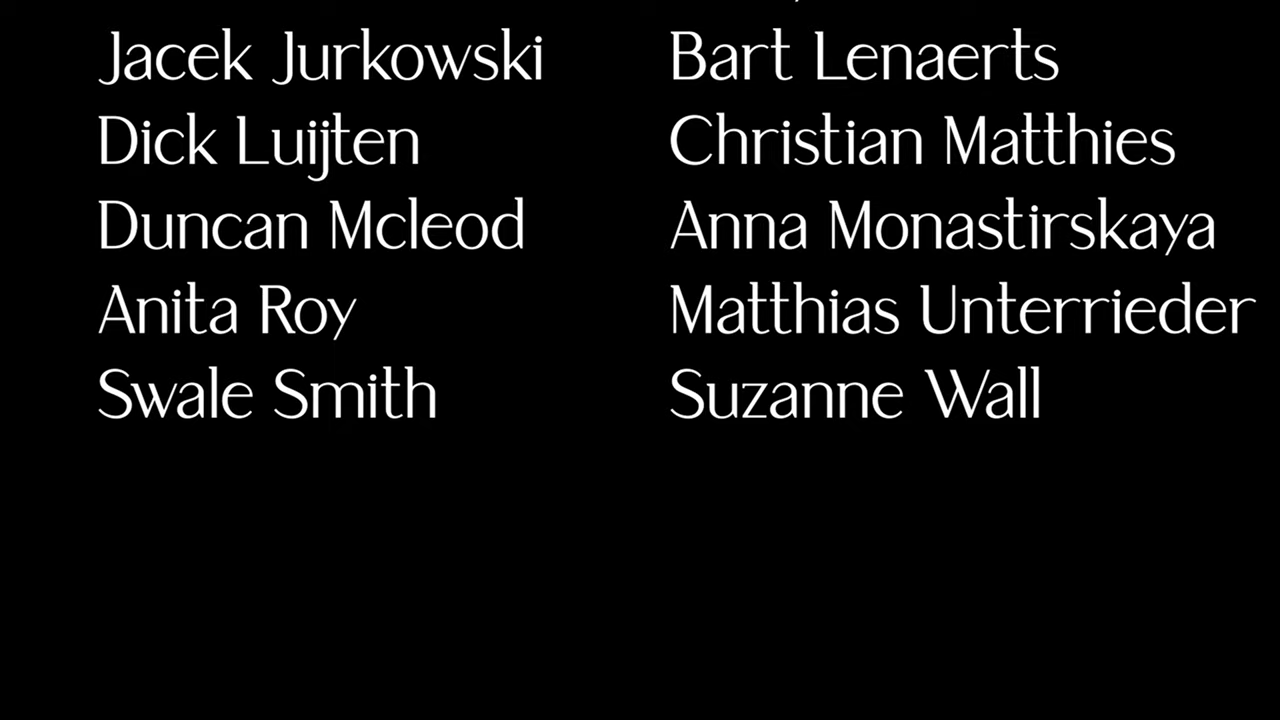 Jacek Jurkowski
Bart Lenaerts
Dick Luijten
Christian Matthies
Duncan Mcleod
Anna Monastirskaya
Anita Roy
Matthias Unterrieder
Swale Smith
Suzanne Wall